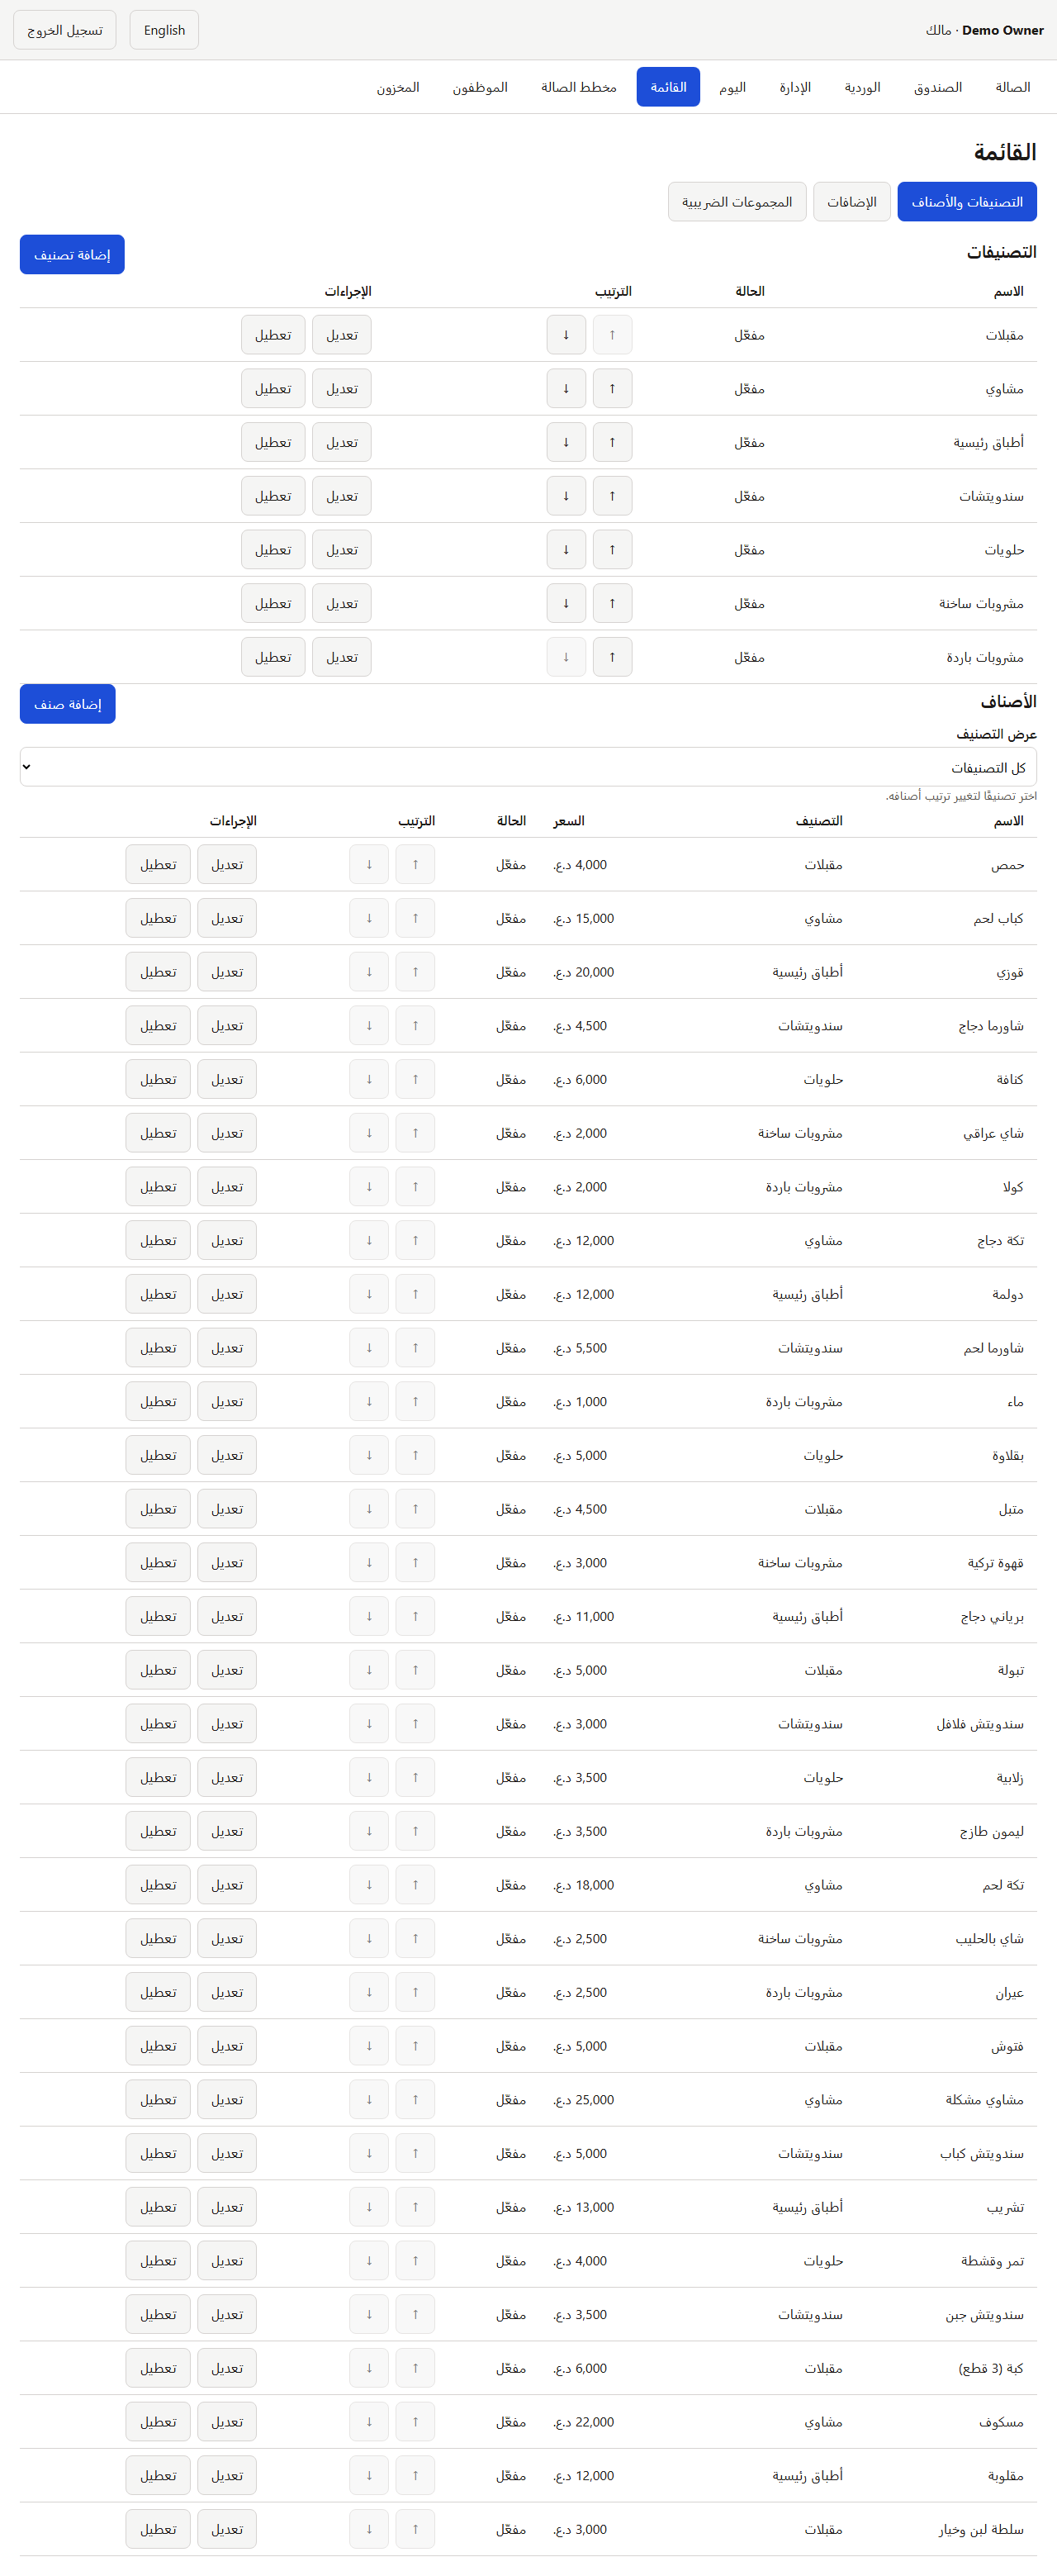 Demo Owner · مالك English تسجيل الخروج
الصالة الصندوق الوردية الإدارة اليوم القائمة مخطط الصالة الموظفون المخزون
القائمة
التصنيفات والأصناف الإضافات المجموعات الضريبية
التصنيفات إضافة تصنيف
الاسم الحالة الترتيب الإجراءات
مقبلات مفعّل ↑ ↓ تعديل تعطيل
مشاوي مفعّل ↑ ↓ تعديل تعطيل
أطباق رئيسية مفعّل ↑ ↓ تعديل تعطيل
سندويتشات مفعّل ↑ ↓ تعديل تعطيل
حلويات مفعّل ↑ ↓ تعديل تعطيل
مشروبات ساخنة مفعّل ↑ ↓ تعديل تعطيل
مشروبات باردة مفعّل ↑ ↓ تعديل تعطيل
الأصناف إضافة صنف
عرض التصنيف
كل التصنيفات
اختر تصنيفًا لتغيير ترتيب أصنافه.
الاسم التصنيف السعر الحالة الترتيب الإجراءات
حمص مقبلات 4,000 د.ع. مفعّل ↑ ↓ تعديل تعطيل
كباب لحم مشاوي 15,000 د.ع. مفعّل ↑ ↓ تعديل تعطيل
قوزي أطباق رئيسية 20,000 د.ع. مفعّل ↑ ↓ تعديل تعطيل
شاورما دجاج سندويتشات 4,500 د.ع. مفعّل ↑ ↓ تعديل تعطيل
كنافة حلويات 6,000 د.ع. مفعّل ↑ ↓ تعديل تعطيل
شاي عراقي مشروبات ساخنة 2,000 د.ع. مفعّل ↑ ↓ تعديل تعطيل
كولا مشروبات باردة 2,000 د.ع. مفعّل ↑ ↓ تعديل تعطيل
تكة دجاج مشاوي 12,000 د.ع. مفعّل ↑ ↓ تعديل تعطيل
دولمة أطباق رئيسية 12,000 د.ع. مفعّل ↑ ↓ تعديل تعطيل
شاورما لحم سندويتشات 5,500 د.ع. مفعّل ↑ ↓ تعديل تعطيل
ماء مشروبات باردة 1,000 د.ع. مفعّل ↑ ↓ تعديل تعطيل
بقلاوة حلويات 5,000 د.ع. مفعّل ↑ ↓ تعديل تعطيل
متبل مقبلات 4,500 د.ع. مفعّل ↑ ↓ تعديل تعطيل
قهوة تركية مشروبات ساخنة 3,000 د.ع. مفعّل ↑ ↓ تعديل تعطيل
برياني دجاج أطباق رئيسية 11,000 د.ع. مفعّل ↑ ↓ تعديل تعطيل
تبولة مقبلات 5,000 د.ع. مفعّل ↑ ↓ تعديل تعطيل
سندويتش فلافل سندويتشات 3,000 د.ع. مفعّل ↑ ↓ تعديل تعطيل
زلابية حلويات 3,500 د.ع. مفعّل ↑ ↓ تعديل تعطيل
ليمون طازج مشروبات باردة 3,500 د.ع. مفعّل ↑ ↓ تعديل تعطيل
تكة لحم مشاوي 18,000 د.ع. مفعّل ↑ ↓ تعديل تعطيل
شاي بالحليب مشروبات ساخنة 2,500 د.ع. مفعّل ↑ ↓ تعديل تعطيل
عيران مشروبات باردة 2,500 د.ع. مفعّل ↑ ↓ تعديل تعطيل
فتوش مقبلات 5,000 د.ع. مفعّل ↑ ↓ تعديل تعطيل
مشاوي مشكلة مشاوي 25,000 د.ع. مفعّل ↑ ↓ تعديل تعطيل
سندويتش كباب سندويتشات 5,000 د.ع. مفعّل ↑ ↓ تعديل تعطيل
تشريب أطباق رئيسية 13,000 د.ع. مفعّل ↑ ↓ تعديل تعطيل
تمر وقشطة حلويات 4,000 د.ع. مفعّل ↑ ↓ تعديل تعطيل
سندويتش جبن سندويتشات 3,500 د.ع. مفعّل ↑ ↓ تعديل تعطيل
كبة (3 قطع) مقبلات 6,000 د.ع. مفعّل ↑ ↓ تعديل تعطيل
مسكوف مشاوي 22,000 د.ع. مفعّل ↑ ↓ تعديل تعطيل
مقلوبة أطباق رئيسية 12,000 د.ع. مفعّل ↑ ↓ تعديل تعطيل
سلطة لبن وخيار مقبلات 3,000 د.ع. مفعّل ↑ ↓ تعديل تعطيل